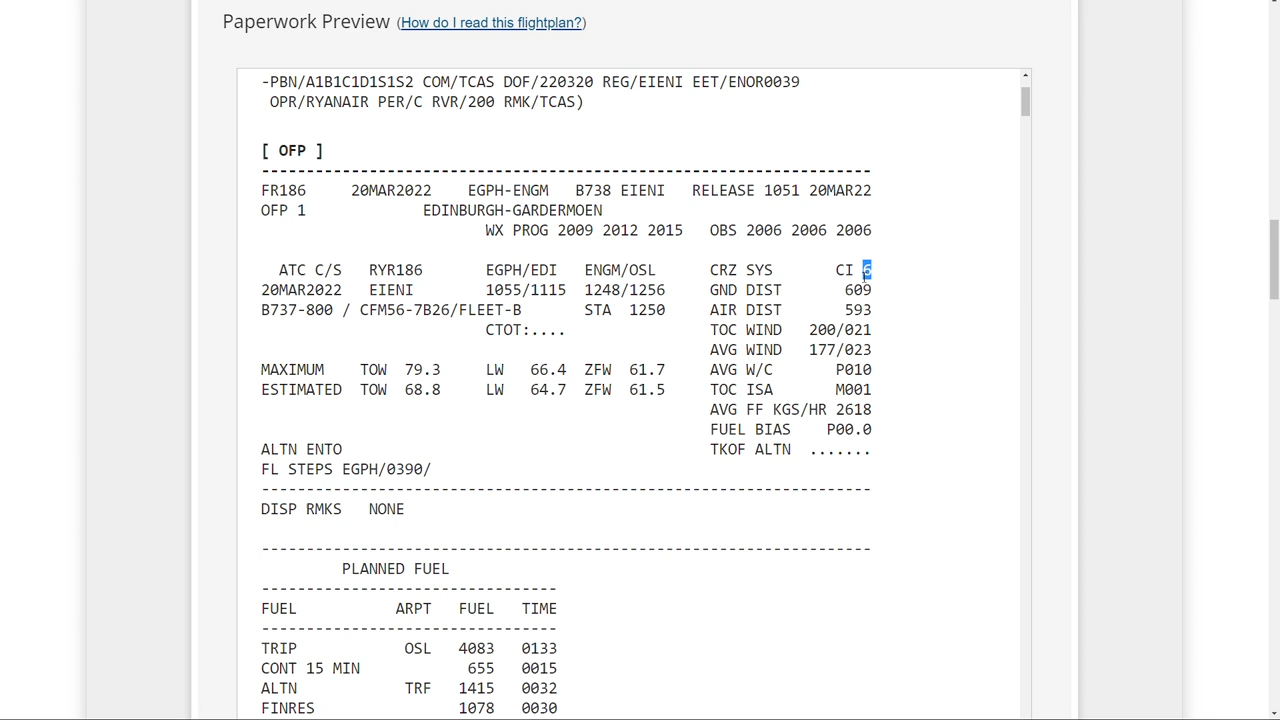 Paperwork Preview (How do I read this flightplan?)
-PBN/A1B1C1D1S1S2 COM/TCAS DOF/220320 REG/EIENI EET/ENOR0039
OPR/RYANAIR PER/C RVR/200 RMK/TCAS)
[ OFP ]
--------------------------------------------------------------------
FR186 20MAR2022 EGPH-ENGM B738 EIENI RELEASE 1051 20MAR22
OFP 1 EDINBURGH-GARDERMOEN
WX PROG 2009 2012 2015 OBS 2006 2006 2006
ATC C/S RYR186 EGPH/EDI ENGM/OSL CRZ SYS CI 6
20MAR2022 EIENI 1055/1115 1248/1256 GND DIST 609
B737-800 / CFM56-7B26/FLEET-B STA 1250 AIR DIST 593
CTOT:.... TOC WIND 200/021
AVG WIND 177/023
MAXIMUM TOW 79.3 LW 66.4 ZFW 61.7 AVG W/C P010
ESTIMATED TOW 68.8 LW 64.7 ZFW 61.5 TOC ISA M001
AVG FF KGS/HR 2618
FUEL BIAS P00.0
ALTN ENTO TKOF ALTN .......
FL STEPS EGPH/0390/
--------------------------------------------------------------------
DISP RMKS NONE
--------------------------------------------------------------------
PLANNED FUEL
---------------------------------
FUEL ARPT FUEL TIME
---------------------------------
TRIP OSL 4083 0133
CONT 15 MIN 655 0015
ALTN TRF 1415 0032
FINRES 1078 0030